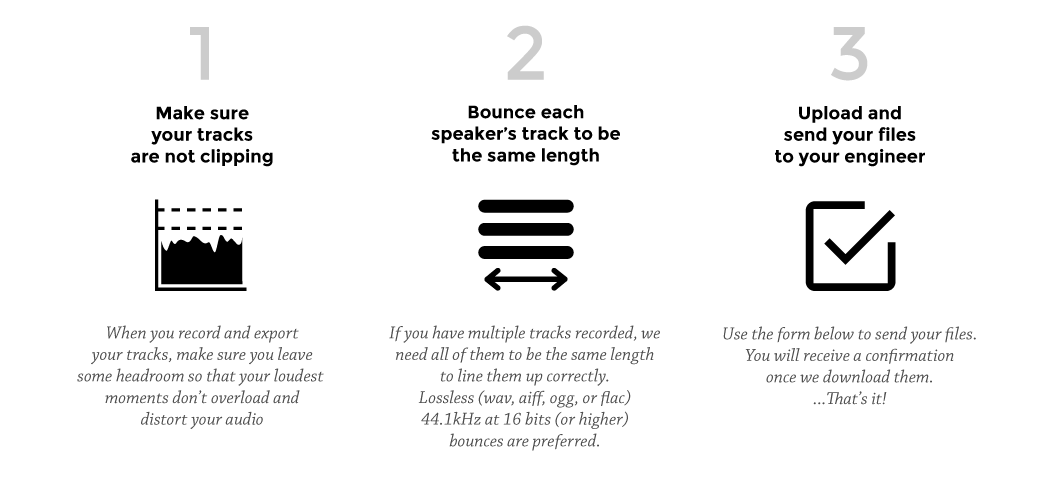 1
Make sure
your tracks
are not clipping
When you record and export
your tracks, make sure you leave
some headroom so that your loudest
moments don't overload and
distort your audio
2
Bounce each
speaker's track to be
the same length
If you have multiple tracks recorded, we
need all of them to be the same length
to line them up correctly.
Lossless (wav, aiff, ogg, or flac)
44.1kHz at 16 bits (or higher)
bounces are preferred.
3
Upload and
send your files
to your engineer
Use the form below to send your files.
You will receive a confirmation
once we download them.
...That's it!